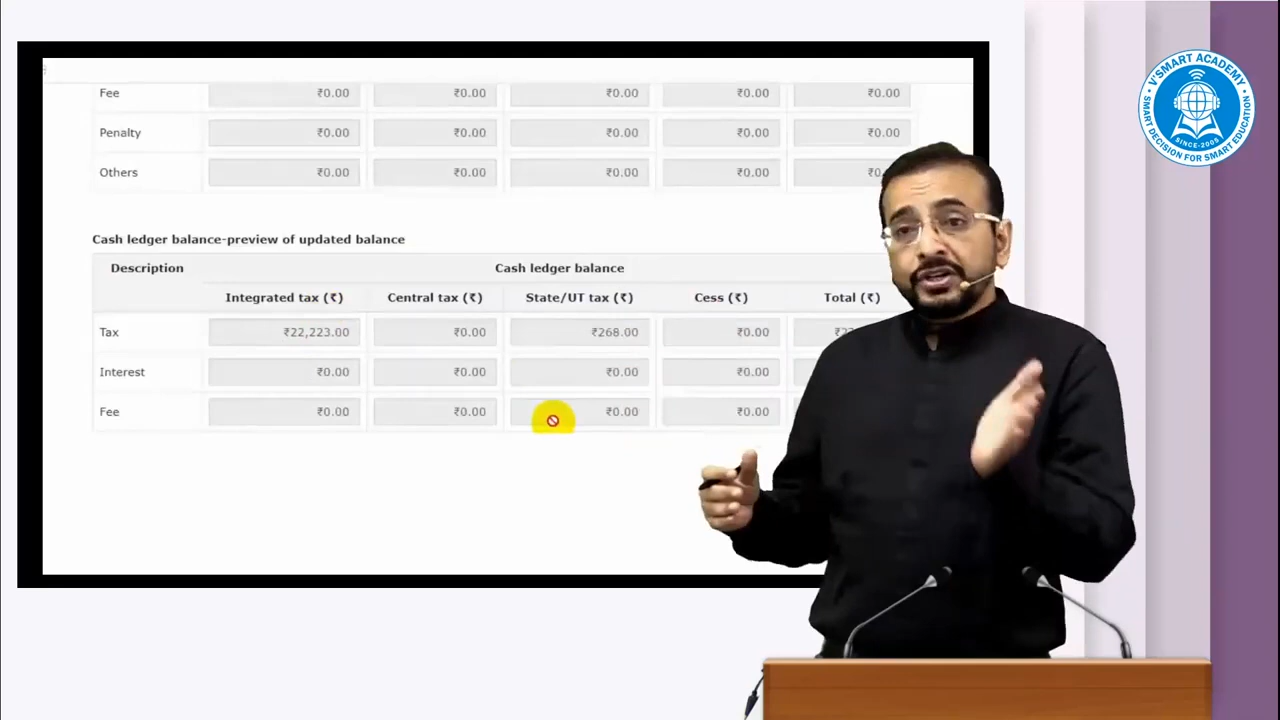 Fee ₹0.00 ₹0.00 ₹0.00 ₹0.00 ₹0.00
Penalty ₹0.00 ₹0.00 ₹0.00 ₹0.00 ₹0.00
Others ₹0.00 ₹0.00 ₹0.00 ₹0.00
Cash ledger balance-preview of updated balance
Description Cash ledger balance
Integrated tax (₹) Central tax (₹) State/UT tax (₹) Cess (₹) Total (₹)
Tax ₹22,223.00 ₹0.00 ₹268.00 ₹0.00
Interest ₹0.00 ₹0.00 ₹0.00 ₹0.00
Fee ₹0.00 ₹0.00 ₹0.00 ₹0.00
V'SMART ACADEMY
SINCE-2008
SMART DECISION FOR SMART EDUCATION